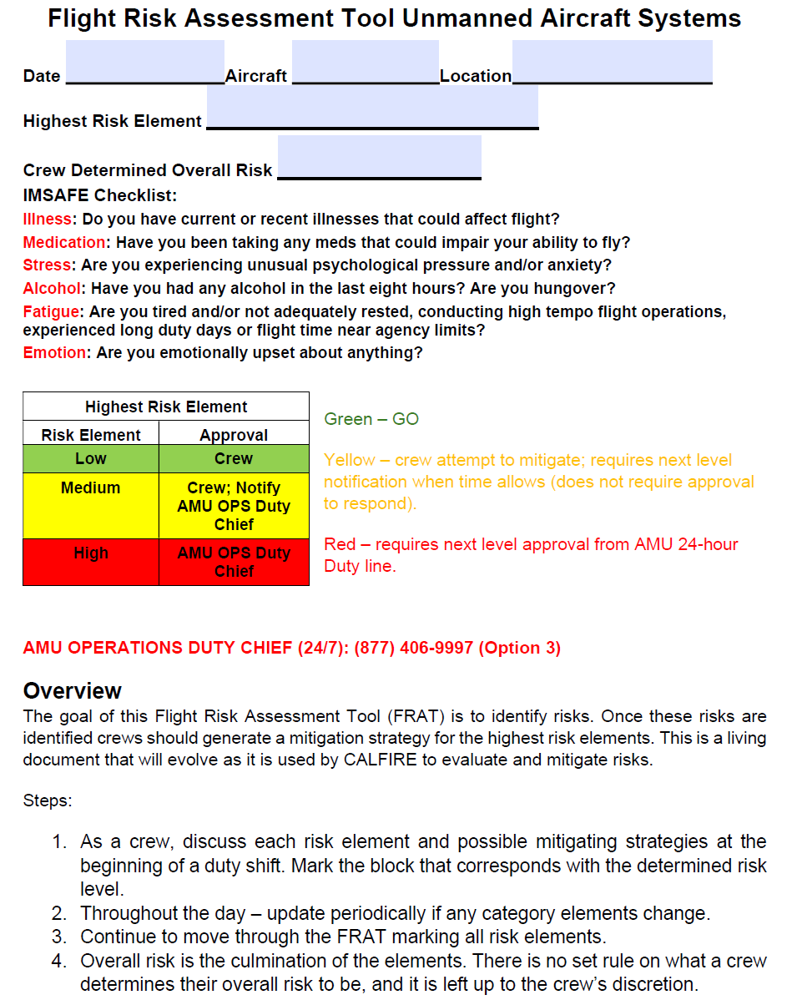 Flight Risk Assessment Tool Unmanned Aircraft Systems
Date Aircraft Location
Highest Risk Element
Crew Determined Overall Risk
IMSAFE Checklist:
Illness: Do you have current or recent illnesses that could affect flight?
Medication: Have you been taking any meds that could impair your ability to fly?
Stress: Are you experiencing unusual psychological pressure and/or anxiety?
Alcohol: Have you had any alcohol in the last eight hours? Are you hungover?
Fatigue: Are you tired and/or not adequately rested, conducting high tempo flight operations,
experienced long duty days or flight time near agency limits?
Emotion: Are you emotionally upset about anything?
Highest Risk Element
Risk Element Approval
Low Crew
Medium Crew; Notify
AMU OPS Duty
Chief
High AMU OPS Duty
Chief
Green – GO
Yellow – crew attempt to mitigate; requires next level
notification when time allows (does not require approval
to respond).
Red – requires next level approval from AMU 24-hour
Duty line.
AMU OPERATIONS DUTY CHIEF (24/7): (877) 406-9997 (Option 3)
Overview
The goal of this Flight Risk Assessment Tool (FRAT) is to identify risks. Once these risks are
identified crews should generate a mitigation strategy for the highest risk elements. This is a living
document that will evolve as it is used by CALFIRE to evaluate and mitigate risks.
Steps:
1. As a crew, discuss each risk element and possible mitigating strategies at the
beginning of a duty shift. Mark the block that corresponds with the determined risk
level.
2. Throughout the day – update periodically if any category elements change.
3. Continue to move through the FRAT marking all risk elements.
4. Overall risk is the culmination of the elements. There is no set rule on what a crew
determines their overall risk to be, and it is left up to the crew's discretion.